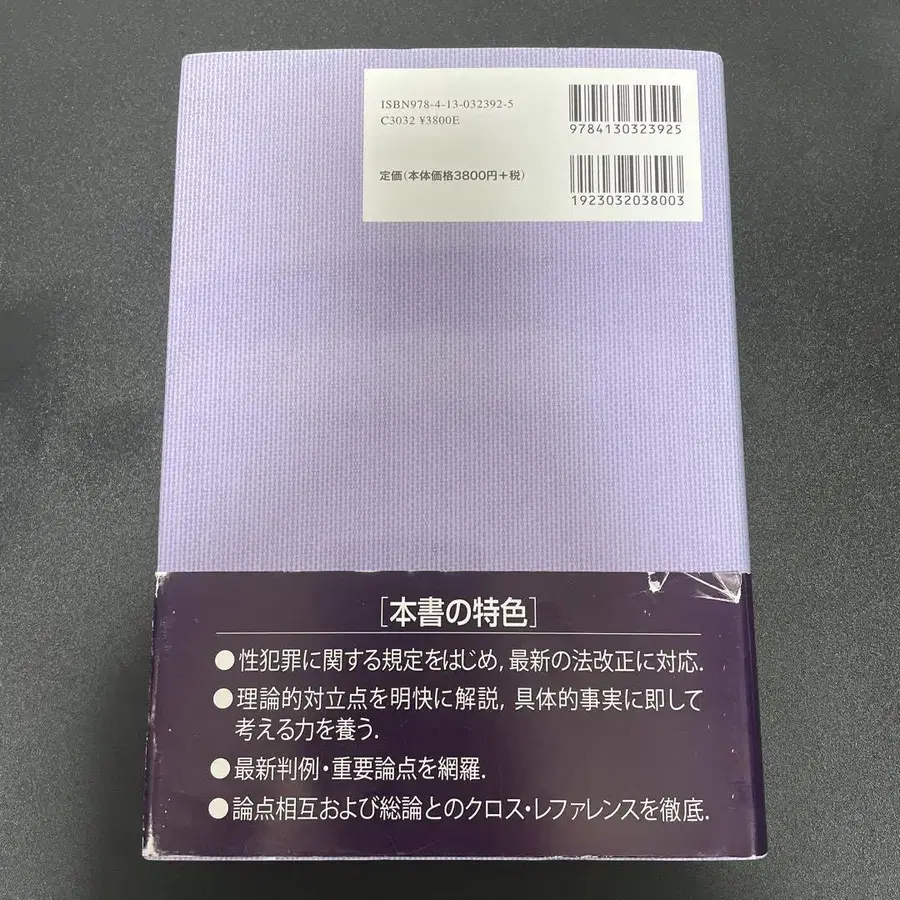 ISBN978-4-13-032392-5
C3032 ¥3800E
定価(本体価格3800円+税)
9784130323925
1923032038003
[本書の特色]
●性犯罪に関する規定をはじめ,最新の法改正に対応.
●理論的対立点を明快に解説,具体的事実に即して
考える力を養う.
●最新判例・重要論点を網羅.
●論点相互および総論とのクロス・レファレンスを徹底.